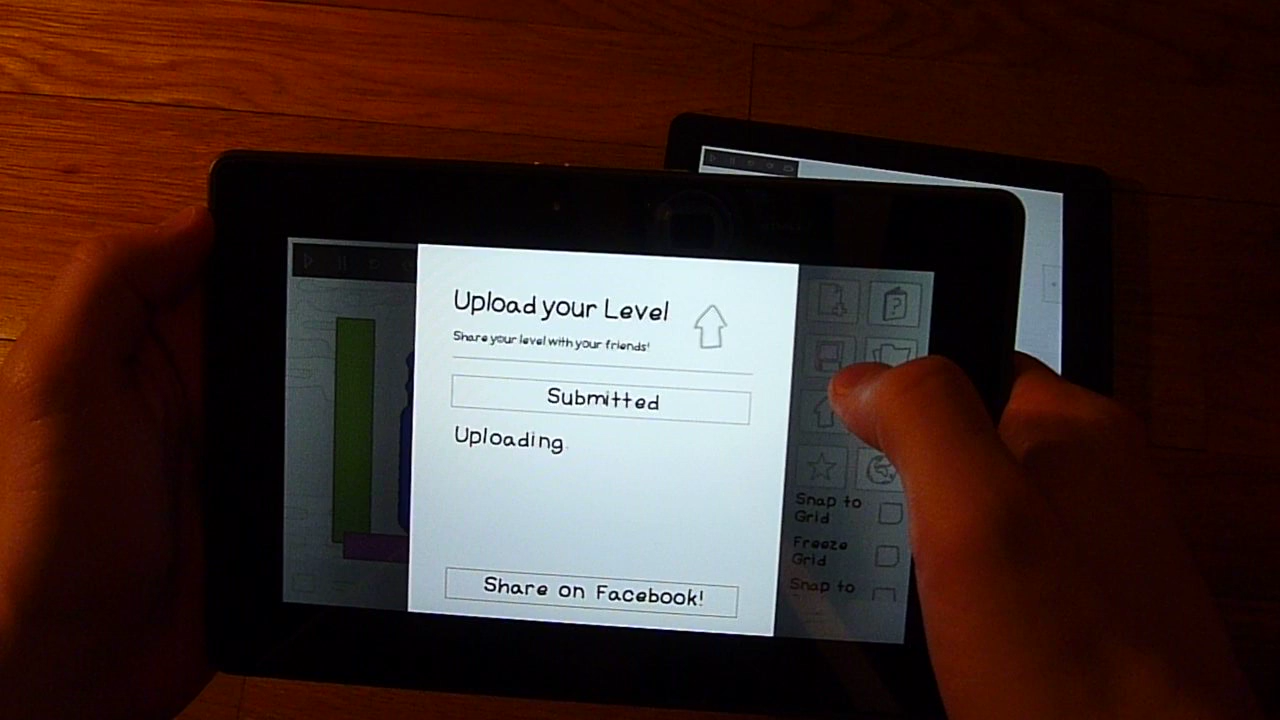 Upload your Level
Share your level with your friends!
Submitted
Uploading.
Share on Facebook!
Snap to
Grid
Freeze
Grid
Snap to